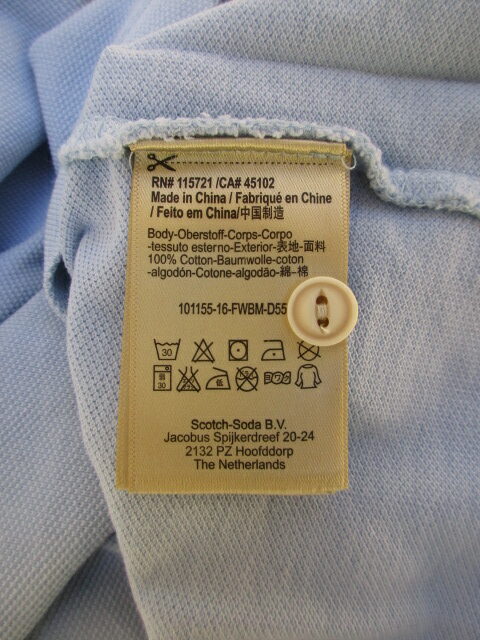 RN# 115721 /CA# 45102
Made in China / Fabriqué en Chine
/ Feito em China/中国制造
Body-Oberstoff-Corps-Corpo
-tessuto esterno-Exterior-表地-面料
100% Cotton-Baumwolle-coton
-algodón-Cotone-algodão-綿-棉
101155-16-FWBM-D55
30
30
低
Scotch-Soda B.V.
Jacobus Spijkerdreef 20-24
2132 PZ Hoofddorp
The Netherlands